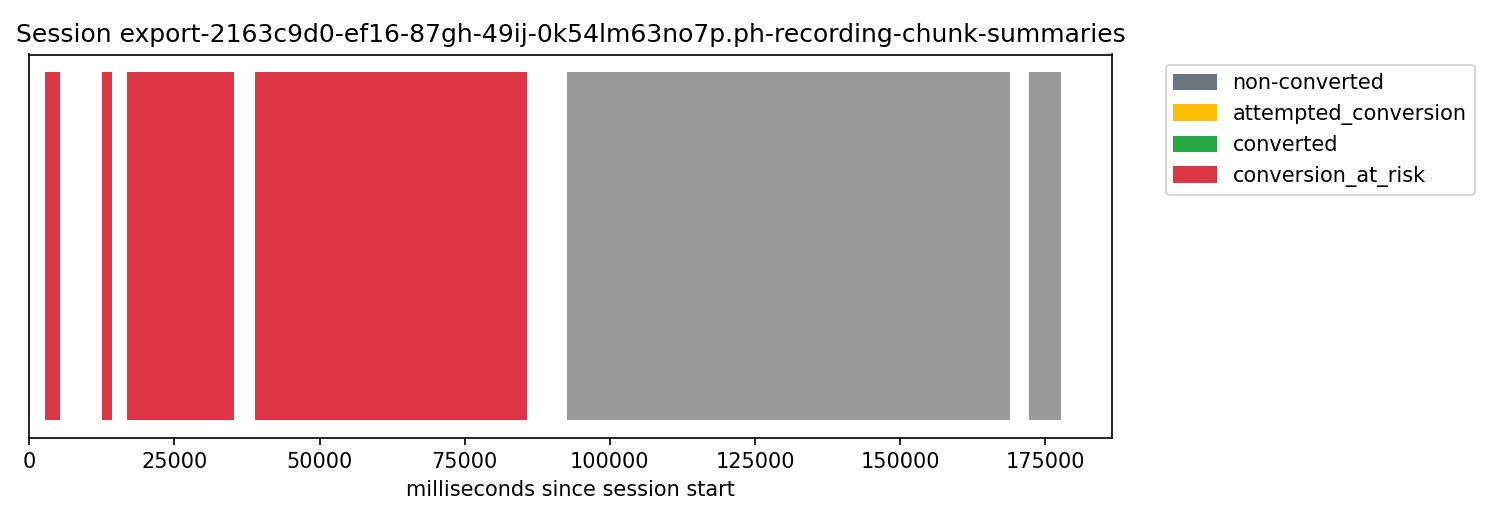 Session export-2163c9d0-ef16-87gh-49ij-0k54lm63no7p.ph-recording-chunk-summaries
non-converted
attempted_conversion
converted
conversion_at_risk
0 25000 50000 75000 100000 125000 150000 175000
milliseconds since session start